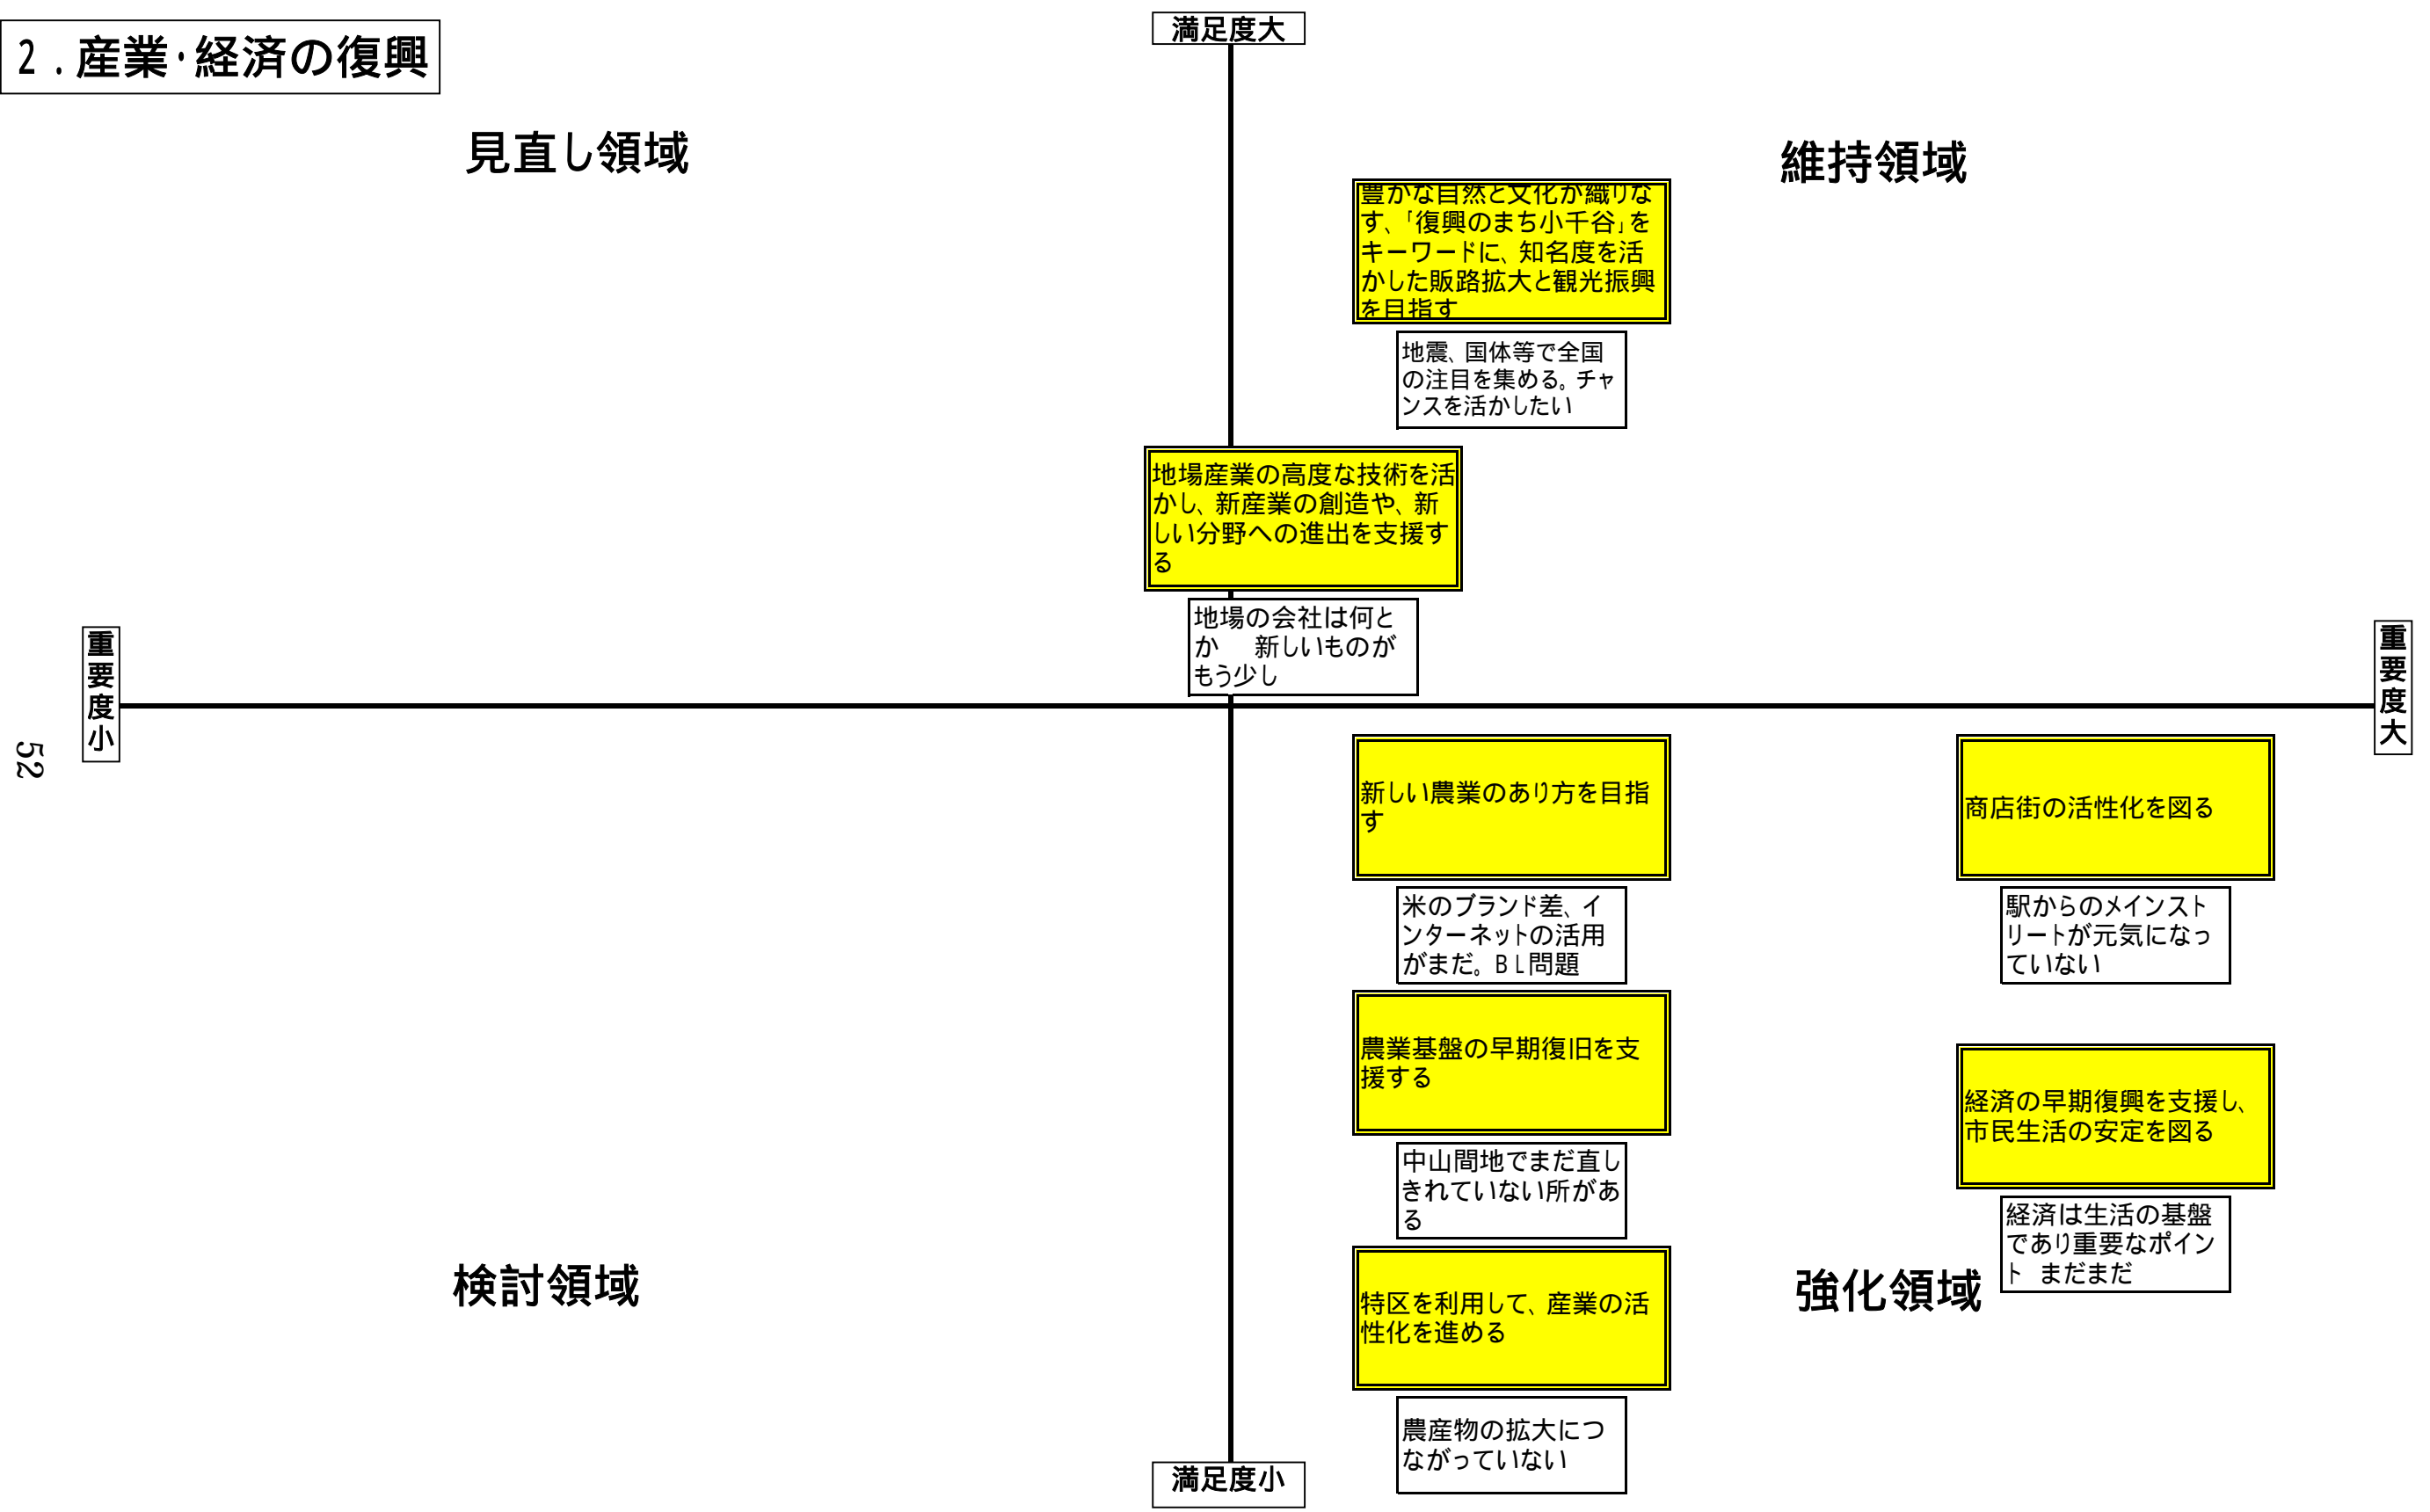 満足度大
２．産業・経済の復興
見直し領域
維持領域
豊かな自然と文化が織りな
す、「復興のまち小千谷」を
キーワードに、知名度を活
かした販路拡大と観光振興
を目指す
地震、国体等で全国
の注目を集める。チャ
ンスを活かしたい
地場産業の高度な技術を活
かし、新産業の創造や、新
しい分野への進出を支援す
る
地場の会社は何と
か　新しいものが
もう少し
重要度小
重要度大
52
新しい農業のあり方を目指
す
米のブランド差、イ
ンターネットの活用
がまだ。ＢＬ問題
商店街の活性化を図る
駅からのメインスト
リートが元気になっ
ていない
農業基盤の早期復旧を支
援する
中山間地でまだ直し
きれていない所があ
る
経済の早期復興を支援し、
市民生活の安定を図る
経済は生活の基盤
であり重要なポイン
ト　まだまだ
検討領域
強化領域
特区を利用して、産業の活
性化を進める
農産物の拡大につ
ながっていない
満足度小